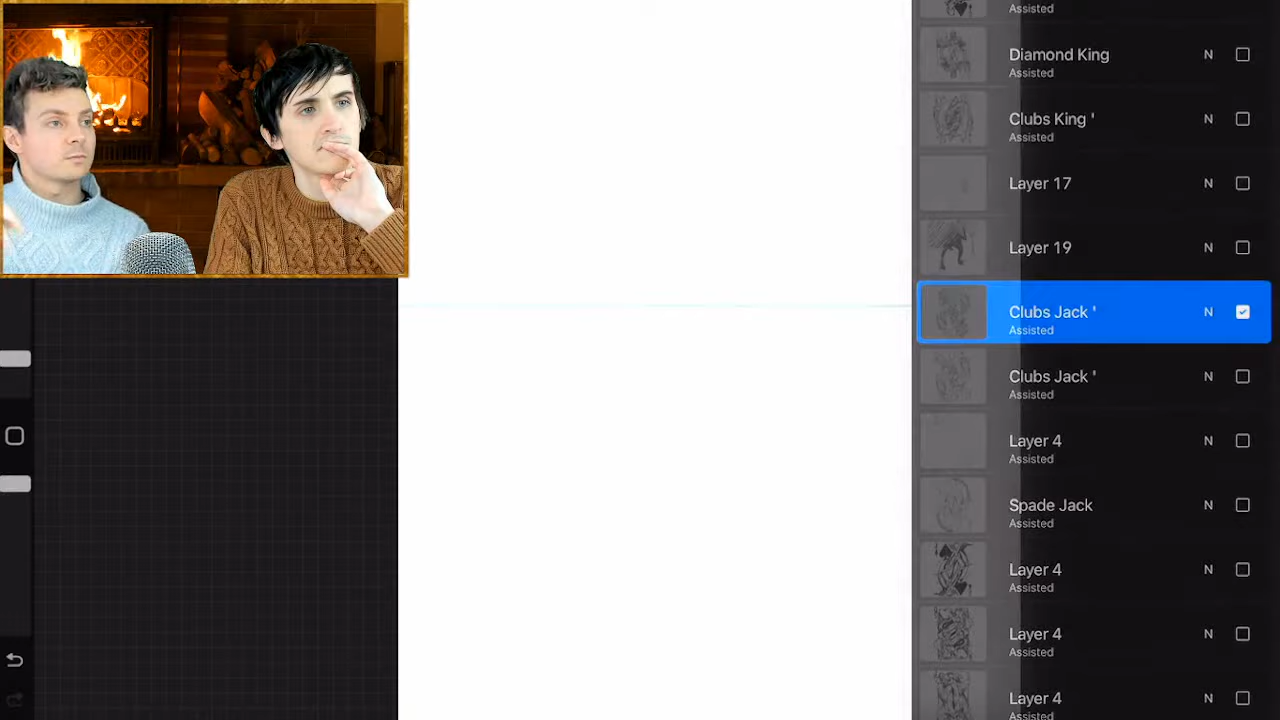 Assisted
Diamond King N
Assisted
Clubs King ' N
Assisted
Layer 17 N
Layer 19 N
Clubs Jack ' N
Assisted
Clubs Jack ' N
Assisted
Layer 4 N
Assisted
Spade Jack N
Assisted
Layer 4 N
Assisted
Layer 4 N
Assisted
Layer 4 N
Assisted